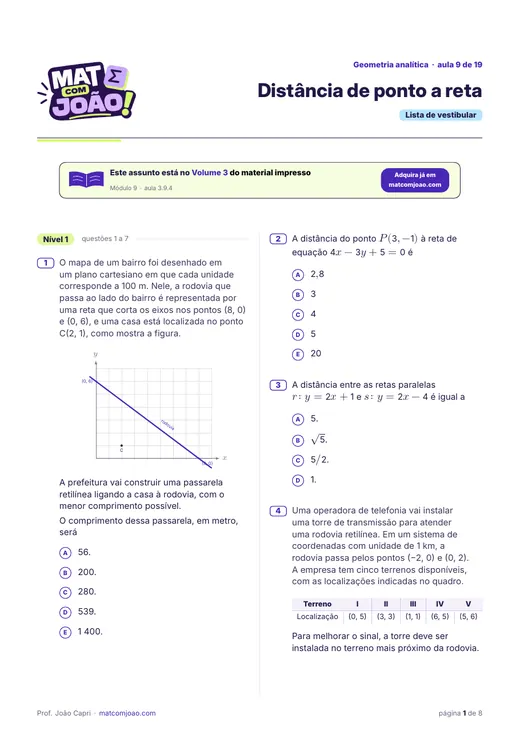 Geometria analítica · aula 9 de 19
MAT Σ
COM
JOÃO!
Distância de ponto a reta
Lista de vestibular
Este assunto está no Volume 3 do material impresso
Módulo 9 · aula 3.9.4
Adquira já em
matcomjoao.com
Nível 1 questões 1 a 7
1 O mapa de um bairro foi desenhado em
um plano cartesiano em que cada unidade
corresponde a 100 m. Nele, a rodovia que
passa ao lado do bairro é representada por
uma reta que corta os eixos nos pontos (8, 0)
e (0, 6), e uma casa está localizada no ponto
C(2, 1), como mostra a figura.
y
(0, 6)
rodovia
C
x
A prefeitura vai construir uma passarela
retilínea ligando a casa à rodovia, com o
menor comprimento possível.
O comprimento dessa passarela, em metro,
será
A 56.
B 200.
C 280.
D 539.
E 1 400.
2 A distância do ponto P(3, −1) à reta de
equação 4x − 3y + 5 = 0 é
A 2,8
B 3
C 4
D 5
E 20
3 A distância entre as retas paralelas
r: y = 2x + 1 e s: y = 2x − 4 é igual a
A 5.
B √5.
C 5/2.
D 1.
4 Uma operadora de telefonia vai instalar
uma torre de transmissão para atender
uma rodovia retilínea. Em um sistema de
coordenadas com unidade de 1 km, a
rodovia passa pelos pontos (−2, 0) e (0, 2).
A empresa tem cinco terrenos disponíveis,
com as localizações indicadas no quadro.
Terreno I II III IV V
Localização (0, 5) (3, 3) (1, 1) (6, 5) (5, 6)
Para melhorar o sinal, a torre deve ser
instalada no terreno mais próximo da rodovia.
Prof. João Capri · matcomjoao.com
página 1 de 8